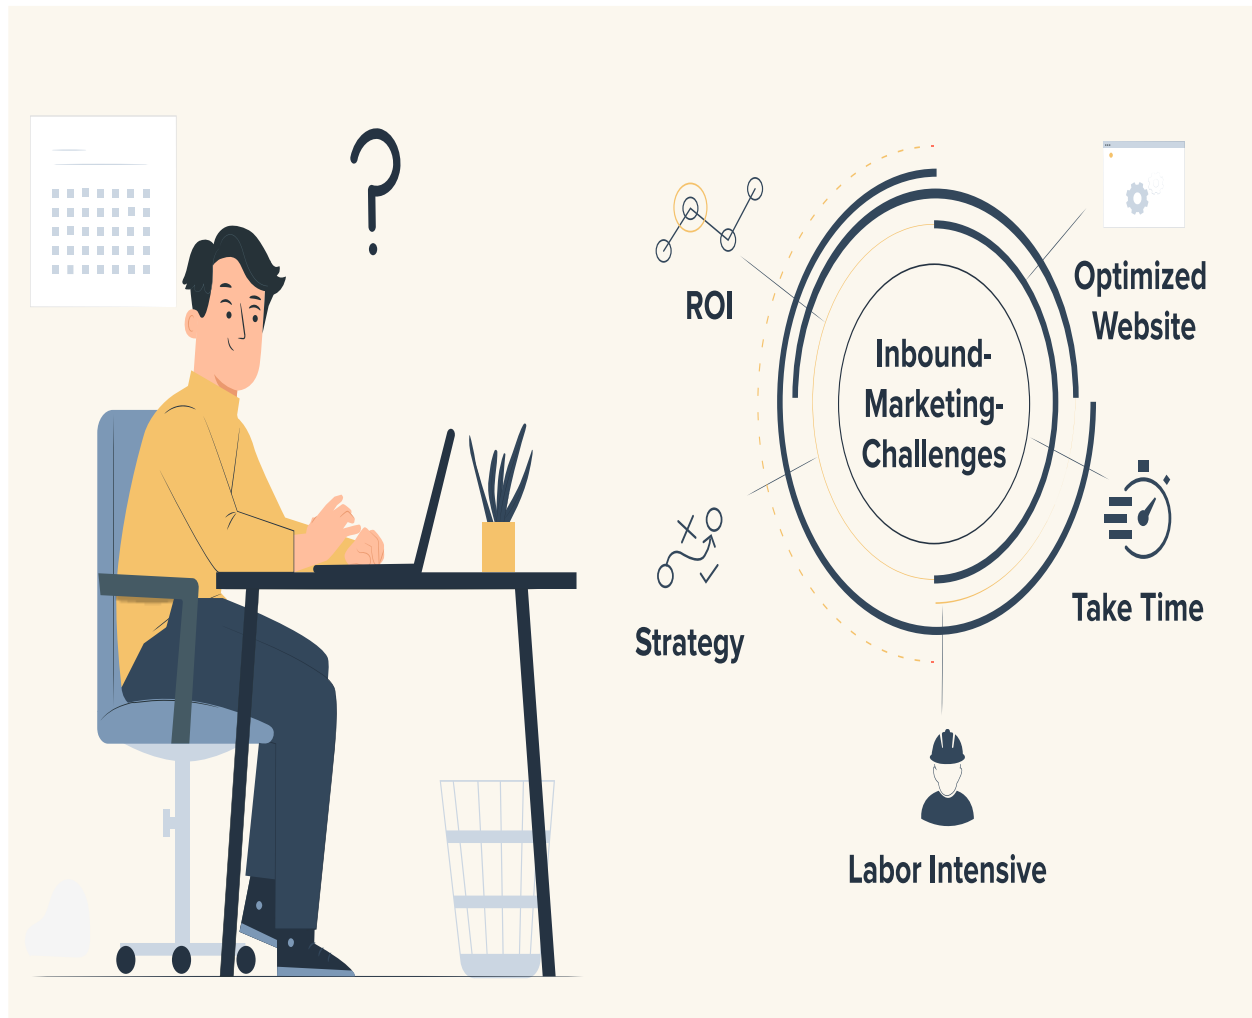 ?
ROI
Optimized
Website
Inbound-
Marketing-
Challenges
Strategy
Take Time
Labor Intensive